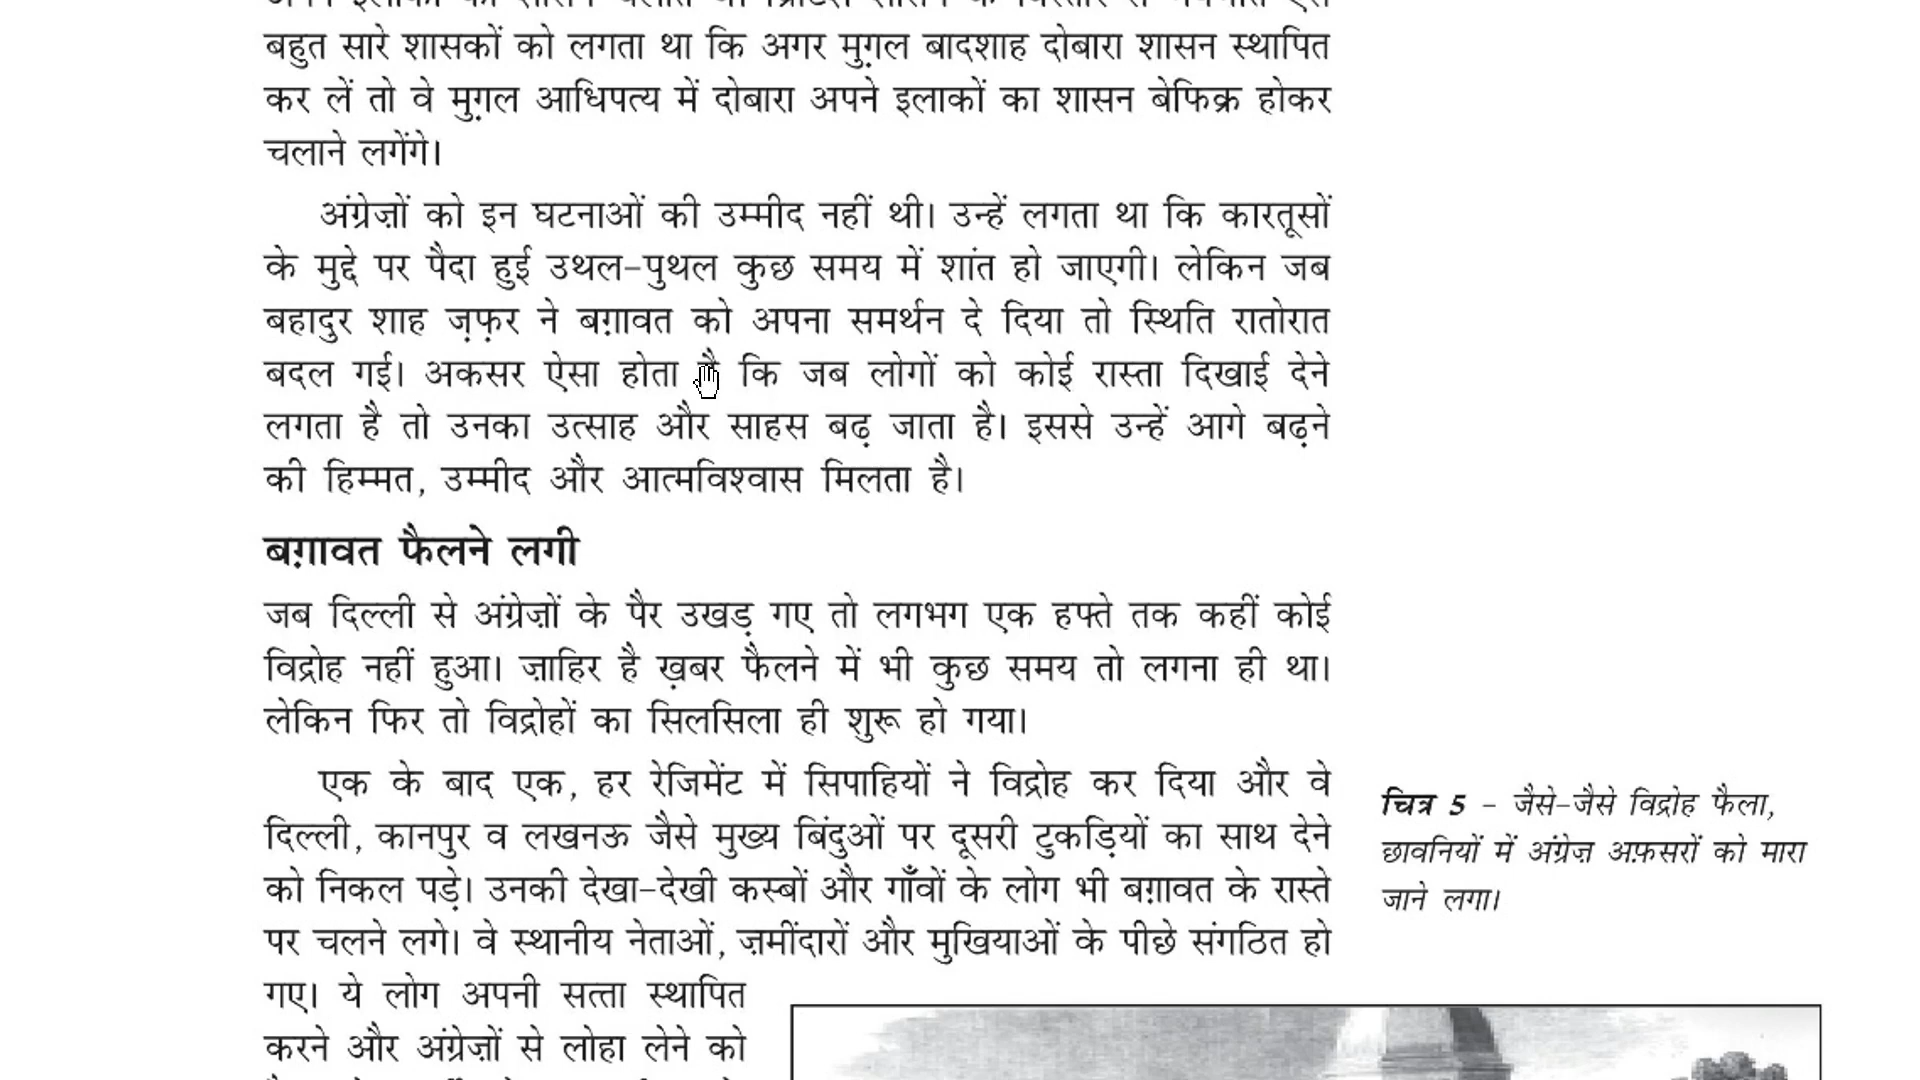 बहुत सारे शासकों को लगता था कि अगर मुग़ल बादशाह दोबारा शासन स्थापित
कर लें तो वे मुग़ल आधिपत्य में दोबारा अपने इलाकों का शासन बेफिक्र होकर
चलाने लगेंगे।
अंग्रेज़ों को इन घटनाओं की उम्मीद नहीं थी। उन्हें लगता था कि कारतूसों
के मुद्दे पर पैदा हुई उथल-पुथल कुछ समय में शांत हो जाएगी। लेकिन जब
बहादुर शाह ज़फ़र ने बग़ावत को अपना समर्थन दे दिया तो स्थिति रातोरात
बदल गई। अकसर ऐसा होता है कि जब लोगों को कोई रास्ता दिखाई देने
लगता है तो उनका उत्साह और साहस बढ़ जाता है। इससे उन्हें आगे बढ़ने
की हिम्मत, उम्मीद और आत्मविश्वास मिलता है।
बग़ावत फैलने लगी
जब दिल्ली से अंग्रेज़ों के पैर उखड़ गए तो लगभग एक हफ्ते तक कहीं कोई
विद्रोह नहीं हुआ। ज़ाहिर है ख़बर फैलने में भी कुछ समय तो लगना ही था।
लेकिन फिर तो विद्रोहों का सिलसिला ही शुरू हो गया।
एक के बाद एक, हर रेजिमेंट में सिपाहियों ने विद्रोह कर दिया और वे
दिल्ली, कानपुर व लखनऊ जैसे मुख्य बिंदुओं पर दूसरी टुकड़ियों का साथ देने
को निकल पड़े। उनकी देखा-देखी कस्बों और गाँवों के लोग भी बग़ावत के रास्ते
पर चलने लगे। वे स्थानीय नेताओं, ज़मींदारों और मुखियाओं के पीछे संगठित हो
गए। ये लोग अपनी सत्ता स्थापित
करने और अंग्रेज़ों से लोहा लेने को
चित्र 5 - जैसे-जैसे विद्रोह फैला,
छावनियों में अंग्रेज़ अफ़सरों को मारा
जाने लगा।